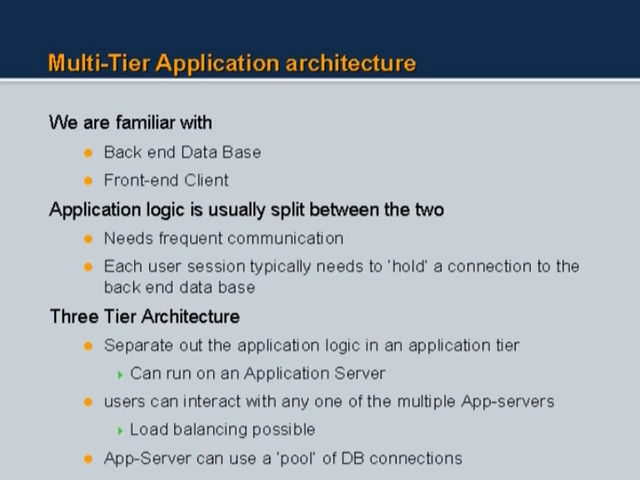 Multi-Tier Application architecture
We are familiar with
Back end Data Base
Front-end Client
Application logic is usually split between the two
Needs frequent communication
Each user session typically needs to 'hold' a connection to the
back end data base
Three Tier Architecture
Separate out the application logic in an application tier
Can run on an Application Server
users can interact with any one of the multiple App-servers
Load balancing possible
App-Server can use a 'pool' of DB connections